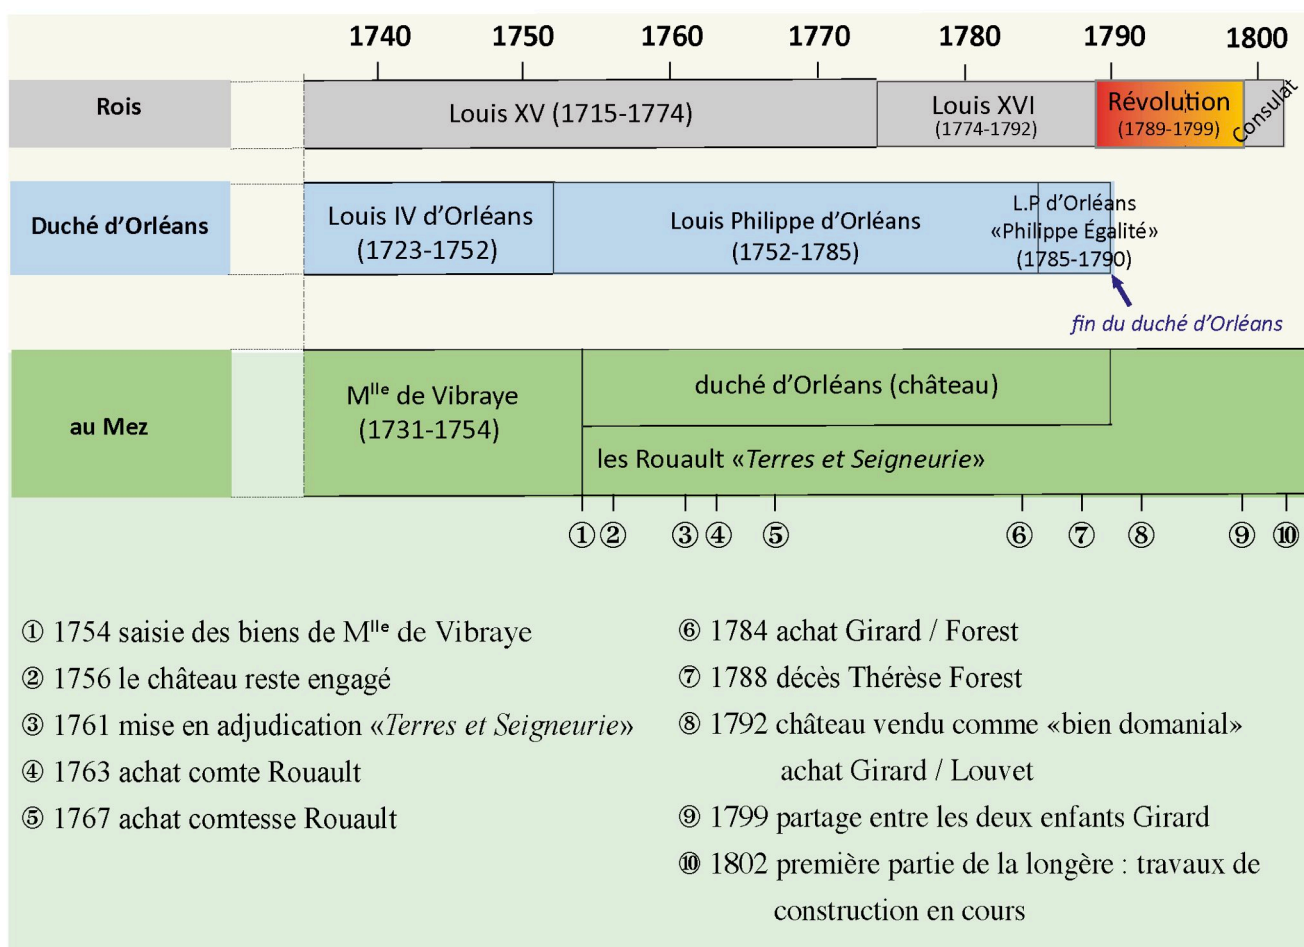 1740 1750 1760 1770 1780 1790 1800
Rois
Louis XV (1715-1774)
Louis XVI
(1774-1792)
Révolution
(1789-1799)
Consulat
Duché d’Orléans
Louis IV d’Orléans
(1723-1752)
Louis Philippe d’Orléans
(1752-1785)
L.P d’Orléans
«Philippe Égalité»
(1785-1790)
fin du duché d’Orléans
au Mez
Mlle de Vibraye
(1731-1754)
duché d’Orléans (château)
les Rouault «Terres et Seigneurie»
① ② ③ ④ ⑤ ⑥ ⑦ ⑧ ⑨ ⑩
① 1754 saisie des biens de Mlle de Vibraye
② 1756 le château reste engagé
③ 1761 mise en adjudication «Terres et Seigneurie»
④ 1763 achat comte Rouault
⑤ 1767 achat comtesse Rouault
⑥ 1784 achat Girard / Forest
⑦ 1788 décès Thérèse Forest
⑧ 1792 château vendu comme «bien domanial»
achat Girard / Louvet
⑨ 1799 partage entre les deux enfants Girard
⑩ 1802 première partie de la longère : travaux de
construction en cours